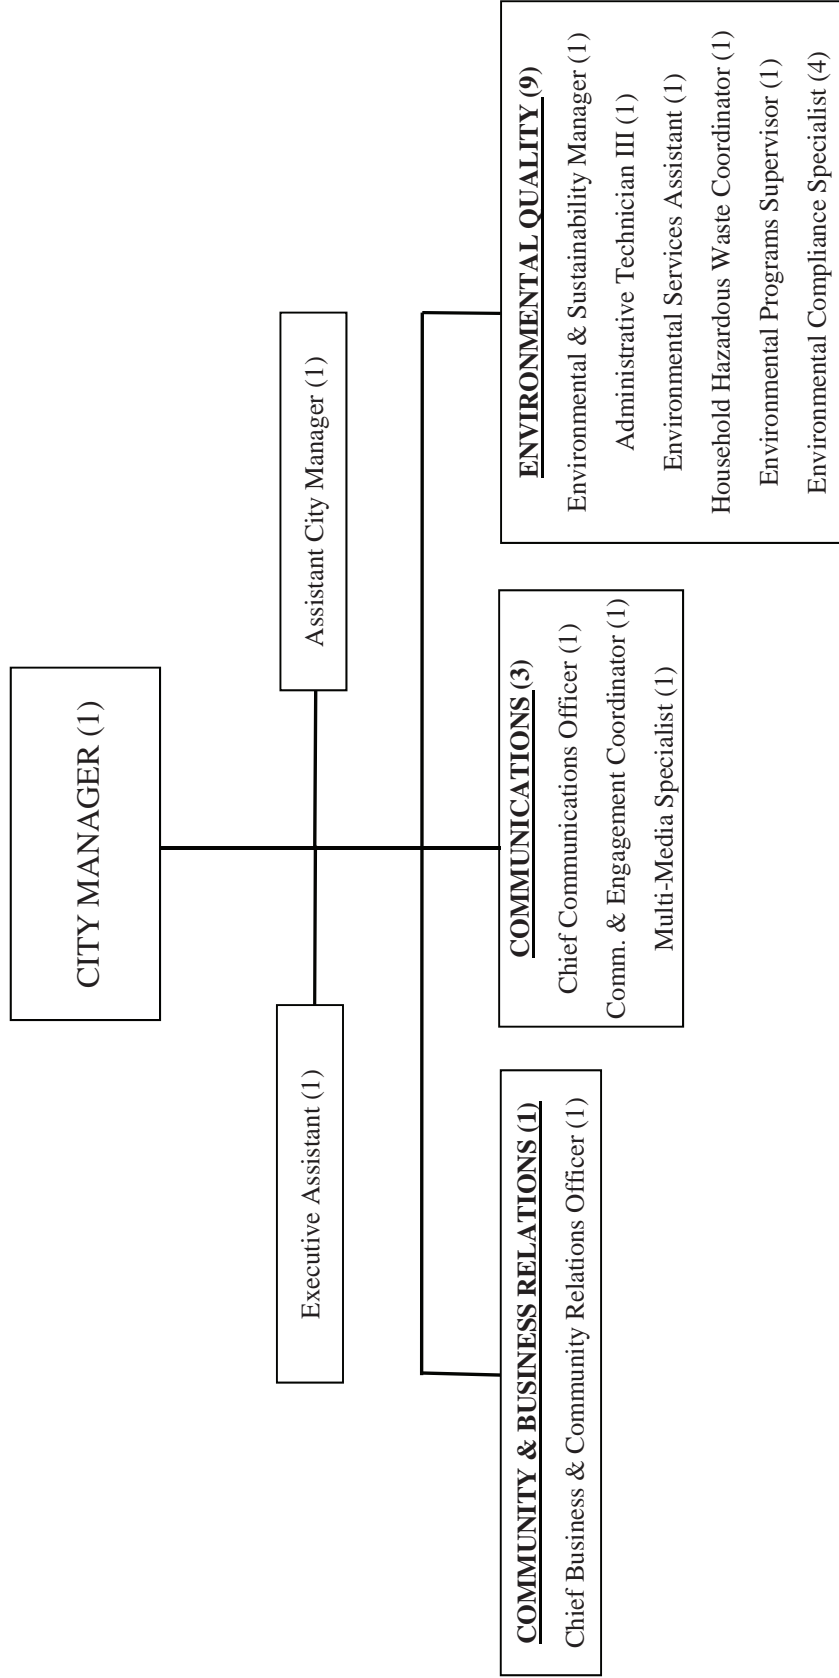 CITY MANAGER (1)
Executive Assistant (1)
Assistant City Manager (1)
COMMUNITY & BUSINESS RELATIONS (1)
Chief Business & Community Relations Officer (1)
COMMUNICATIONS (3)
Chief Communications Officer (1)
Comm. & Engagement Coordinator (1)
Multi-Media Specialist (1)
ENVIRONMENTAL QUALITY (9)
Environmental & Sustainability Manager (1)
Administrative Technician III (1)
Environmental Services Assistant (1)
Household Hazardous Waste Coordinator (1)
Environmental Programs Supervisor (1)
Environmental Compliance Specialist (4)